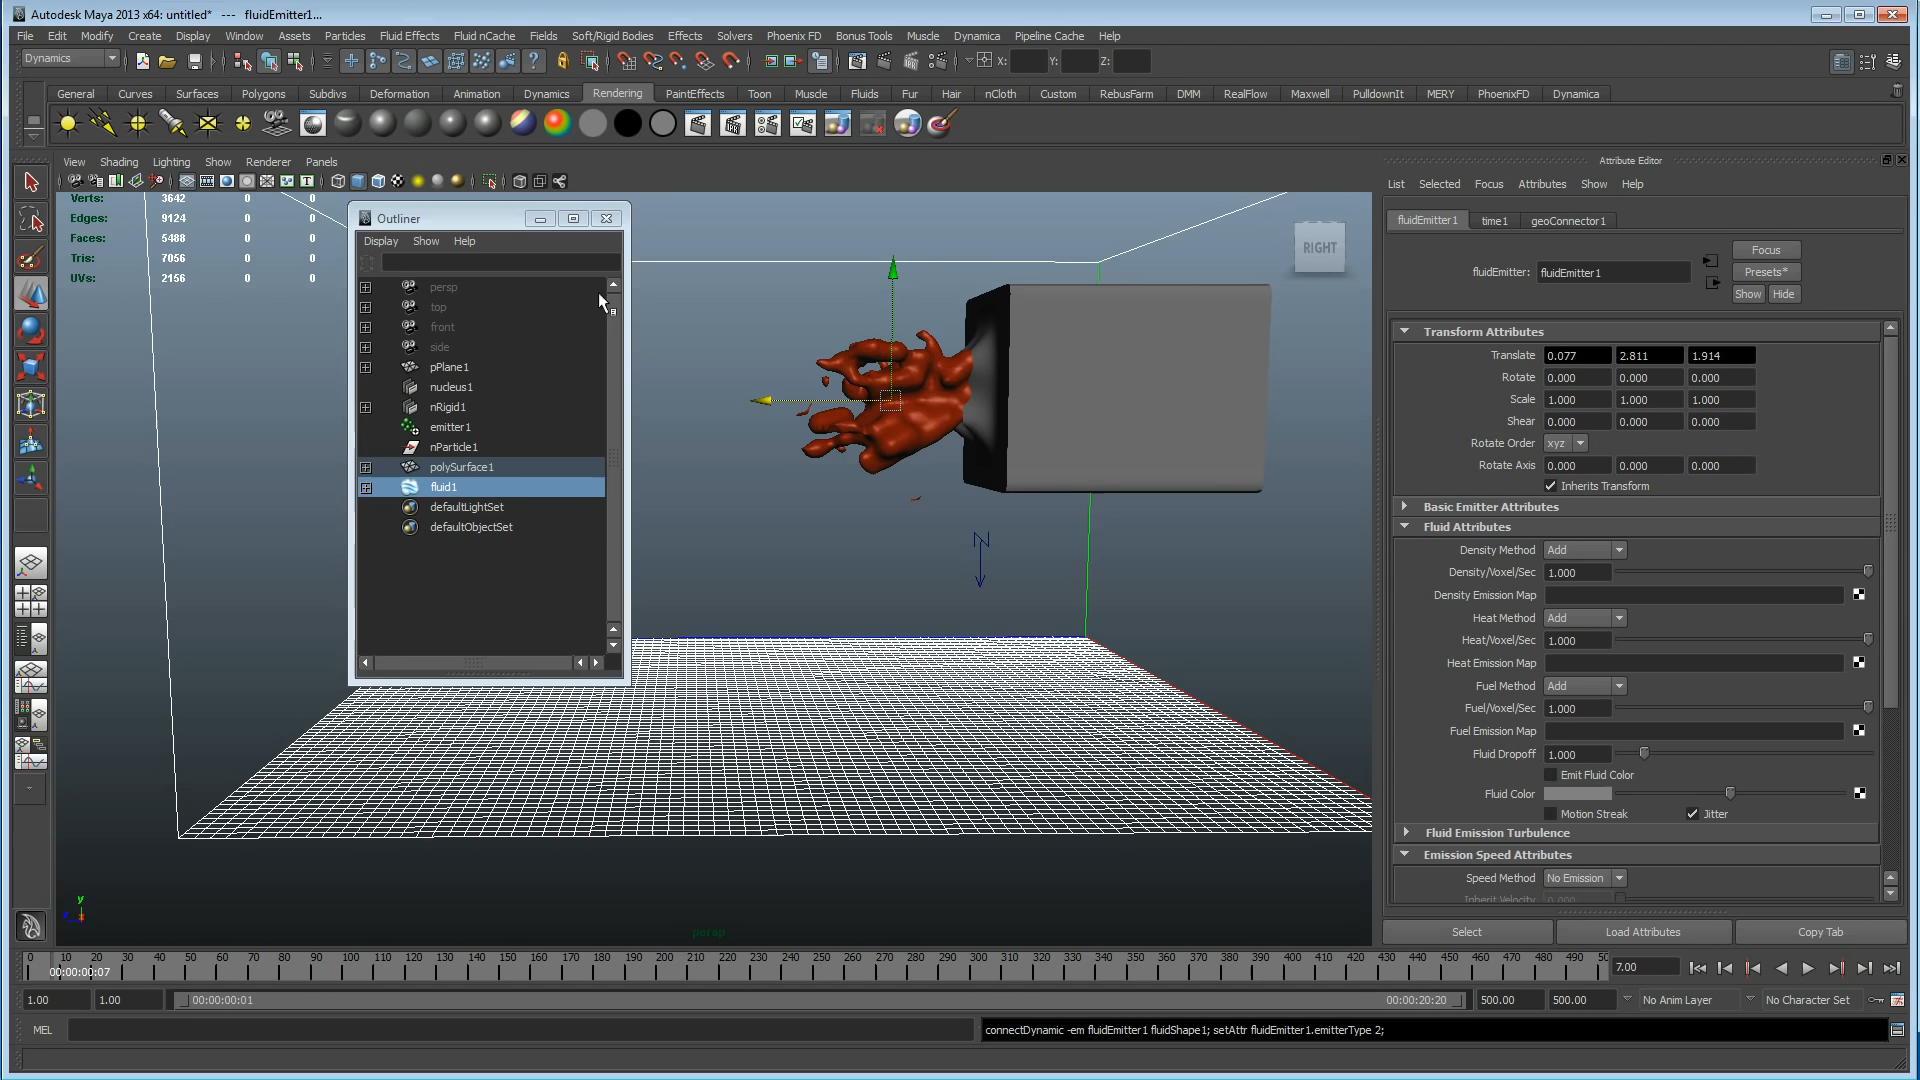 Autodesk Maya 2013 x64: untitled* --- fluidEmitter1...
File Edit Modify Create Display Window Assets Particles Fluid Effects Fluid nCache Fields Soft/Rigid Bodies Effects Solvers Phoenix FD Bonus Tools Muscle Dynamica Pipeline Cache Help
Dynamics X: Y: Z:
General Curves Surfaces Polygons Subdivs Deformation Animation Dynamics Rendering PaintEffects Toon Muscle Fluids Fur Hair nCloth Custom RebusFarm DMM RealFlow Maxwell PulldownIt MERY PhoenixFD Dynamica
View Shading Lighting Show Renderer Panels
Verts: 3642 0 0
Edges: 9124 0 0
Faces: 5488 0 0
Tris: 7056 0 0
UVs: 2156 0 0
Outliner
Display Show Help
persp
top
front
side
pPlane1
nucleus1
nRigid1
emitter1
nParticle1
polySurface1
fluid1
defaultLightSet
defaultObjectSet
RIGHT
N
y
persp
Attribute Editor
List Selected Focus Attributes Show Help
fluidEmitter1 time1 geoConnector1
Focus
fluidEmitter: fluidEmitter1 Presets*
Show Hide
Transform Attributes
Translate 0.077 2.811 1.914
Rotate 0.000 0.000 0.000
Scale 1.000 1.000 1.000
Shear 0.000 0.000 0.000
Rotate Order xyz
Rotate Axis 0.000 0.000 0.000
Inherits Transform
Basic Emitter Attributes
Fluid Attributes
Density Method Add
Density/Voxel/Sec 1.000
Density Emission Map
Heat Method Add
Heat/Voxel/Sec 1.000
Heat Emission Map
Fuel Method Add
Fuel/Voxel/Sec 1.000
Fuel Emission Map
Fluid Dropoff 1.000
Emit Fluid Color
Fluid Color
Motion Streak Jitter
Fluid Emission Turbulence
Emission Speed Attributes
Speed Method No Emission
Inherit Velocity 0.000
Select Load Attributes Copy Tab
0 10 20 30 40 50 60 70 80 90 100 110 120 130 140 150 160 170 180 190 200 210 220 230 240 250 260 270 280 290 300 310 320 330 340 350 360 370 380 390 400 410 420 430 440 450 460 470 480 490 50
00:00:00:07 7.00
1.00 1.00 00:00:00:01 00:00:20:20 500.00 500.00 No Anim Layer No Character Set
MEL connectDynamic -em fluidEmitter1 fluidShape1; setAttr fluidEmitter1.emitterType 2;